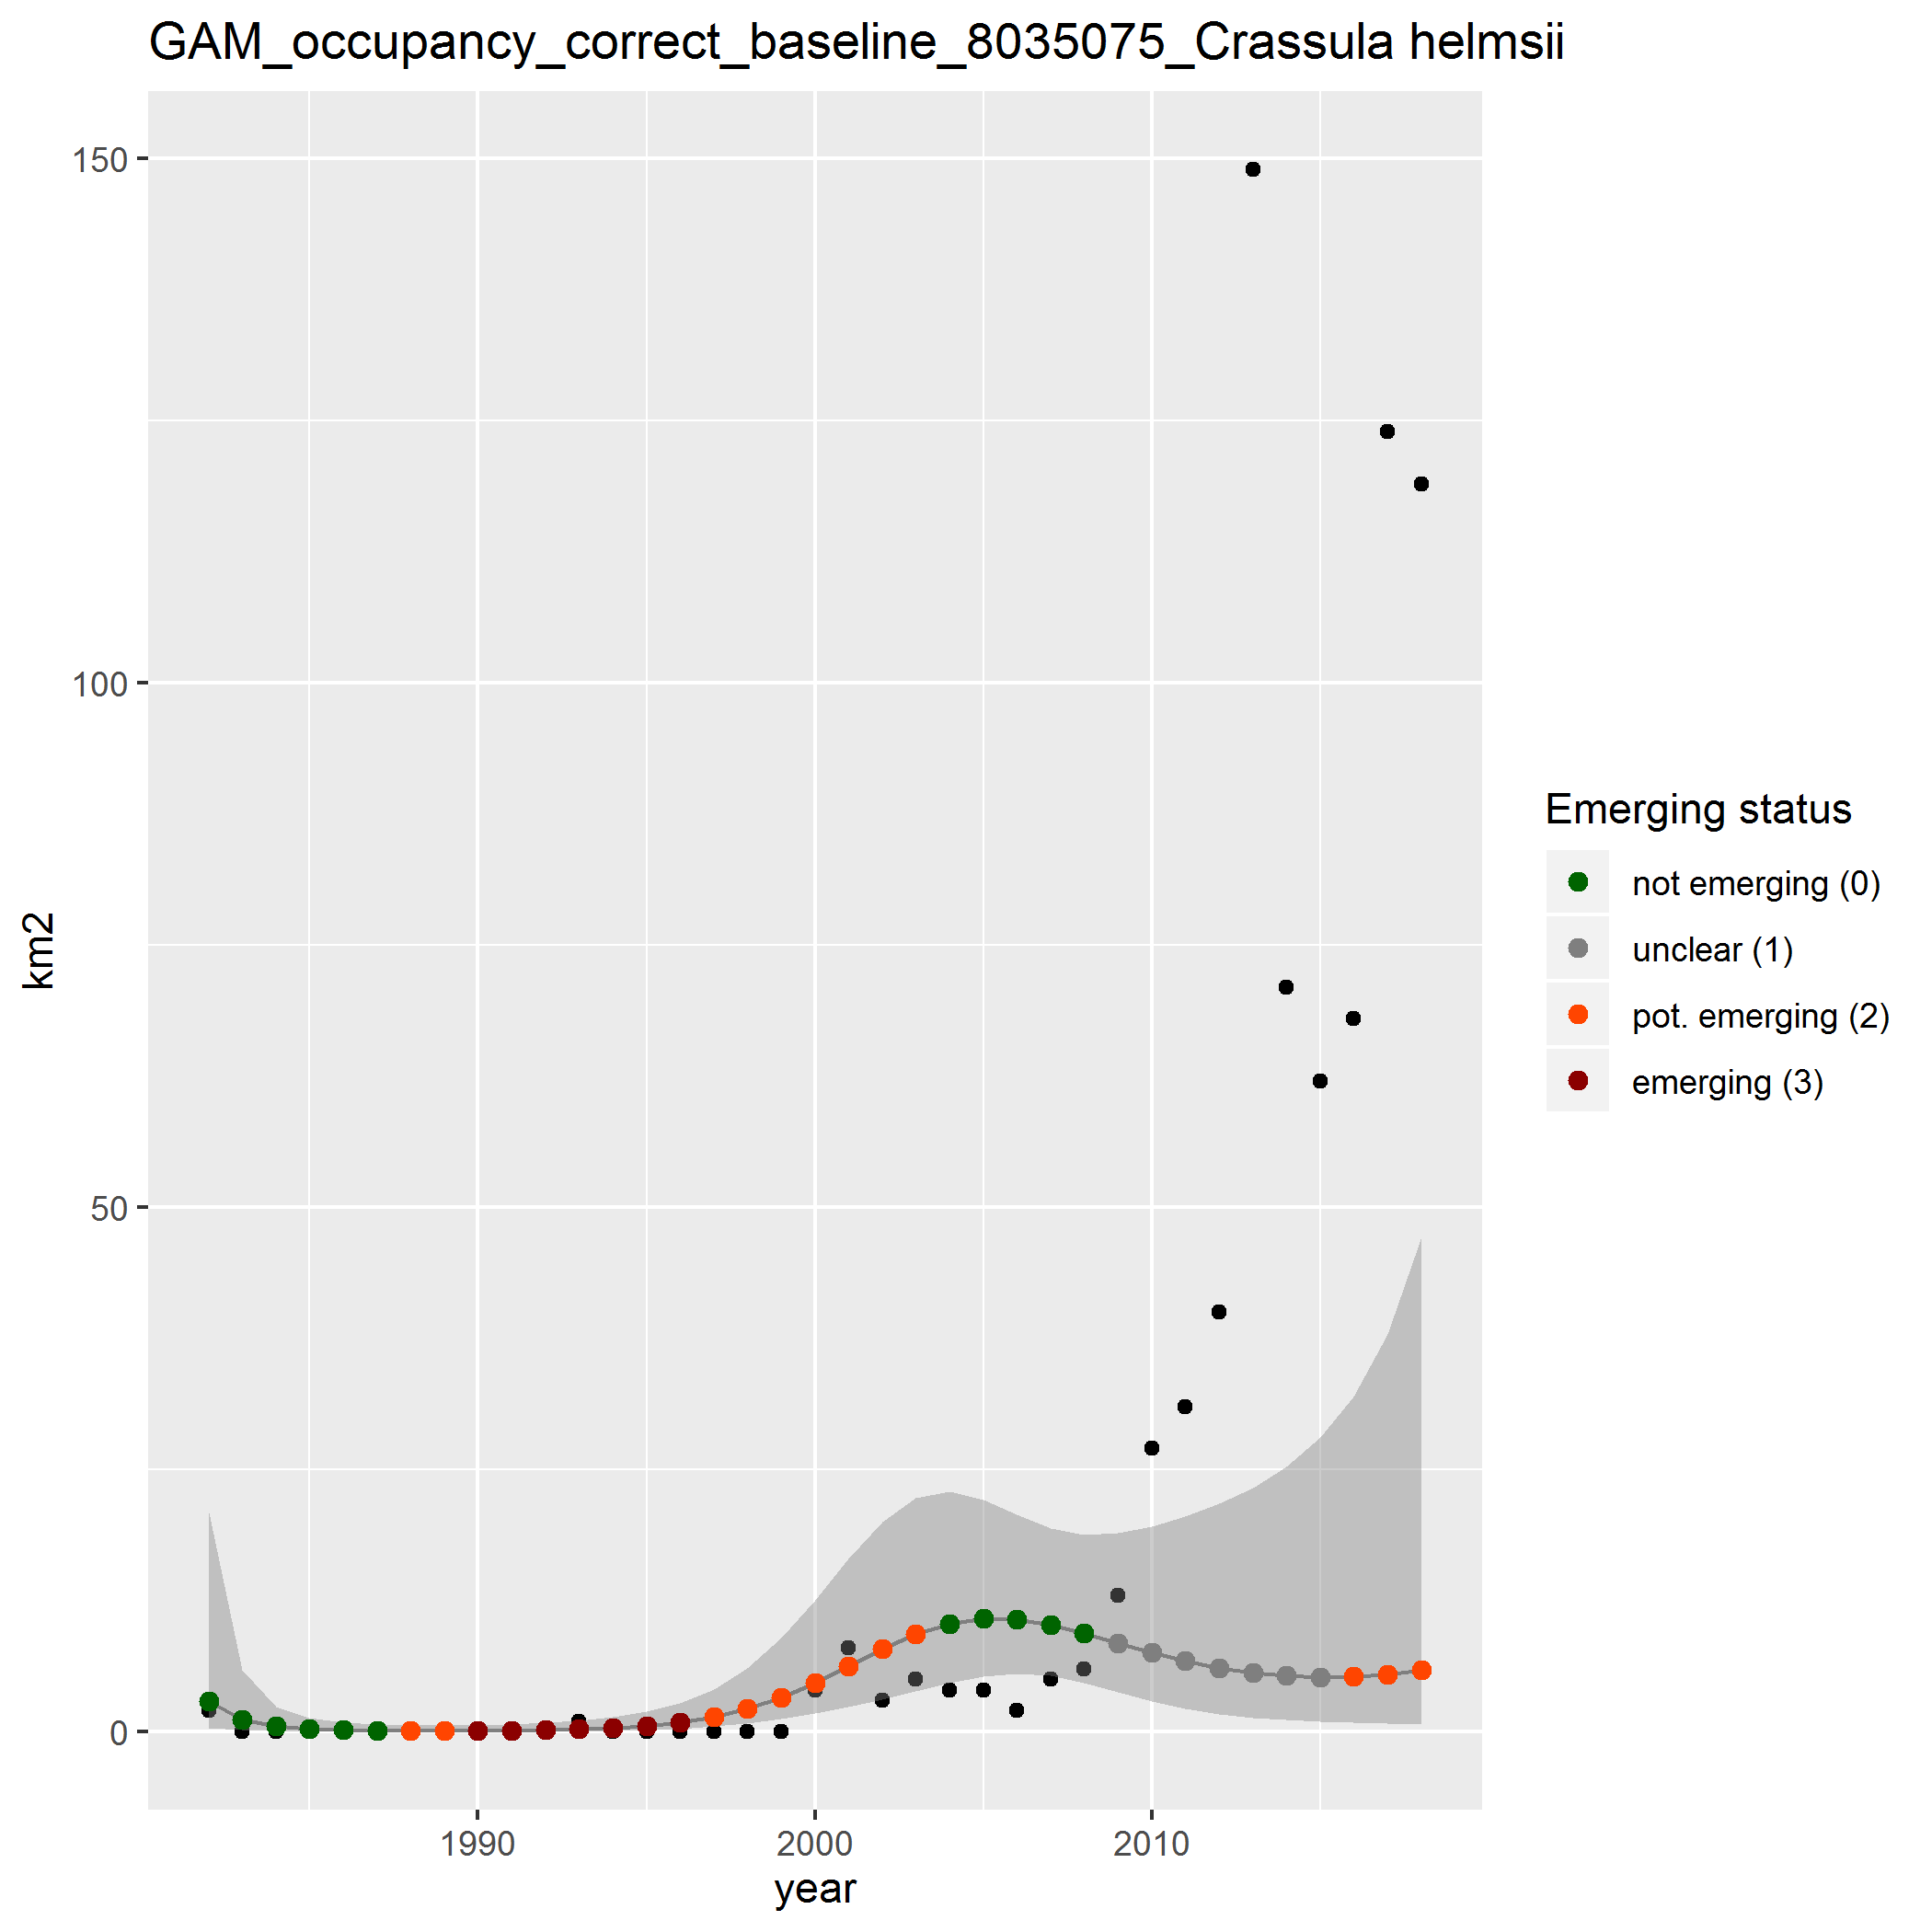 GAM_occupancy_correct_baseline_8035075_Crassula helmsii
150
100
50
0
km2
1990
2000
2010
year
Emerging status
not emerging (0)
unclear (1)
pot. emerging (2)
emerging (3)